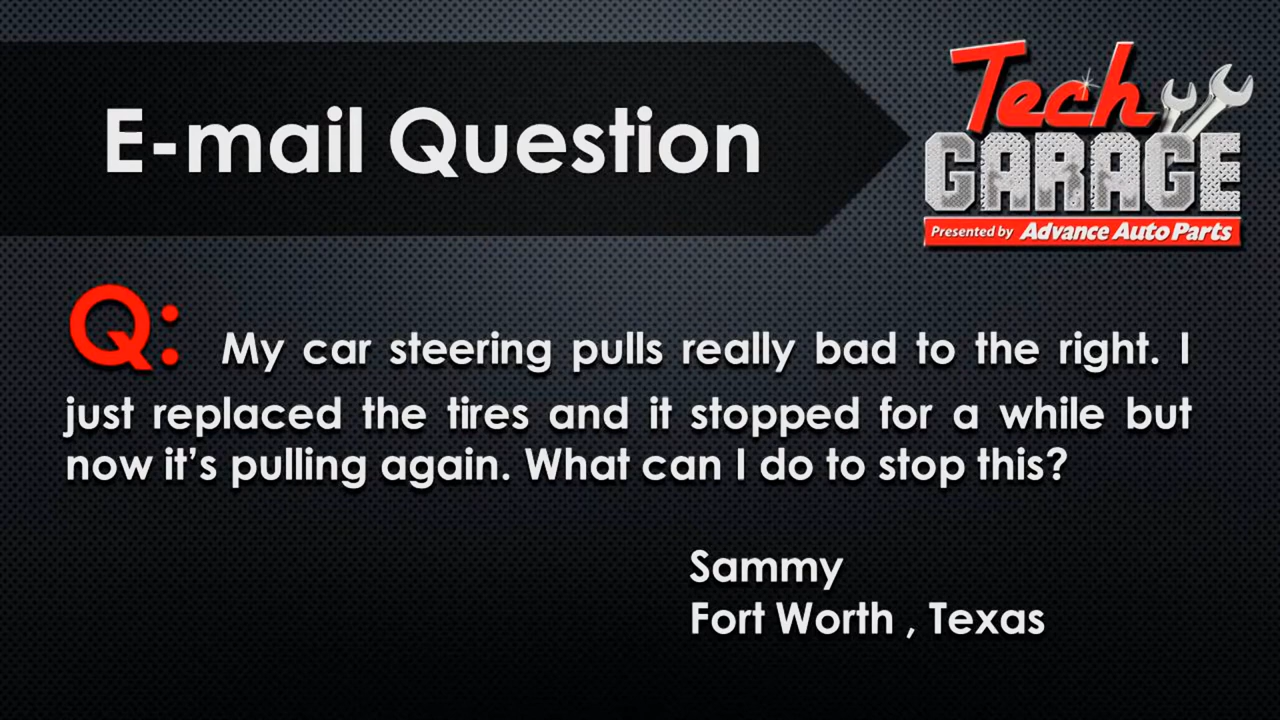 E-mail Question
Tech
GARAGE
Presented by Advance Auto Parts
Q: My car steering pulls really bad to the right. I
just replaced the tires and it stopped for a while but
now it's pulling again. What can I do to stop this?
Sammy
Fort Worth , Texas